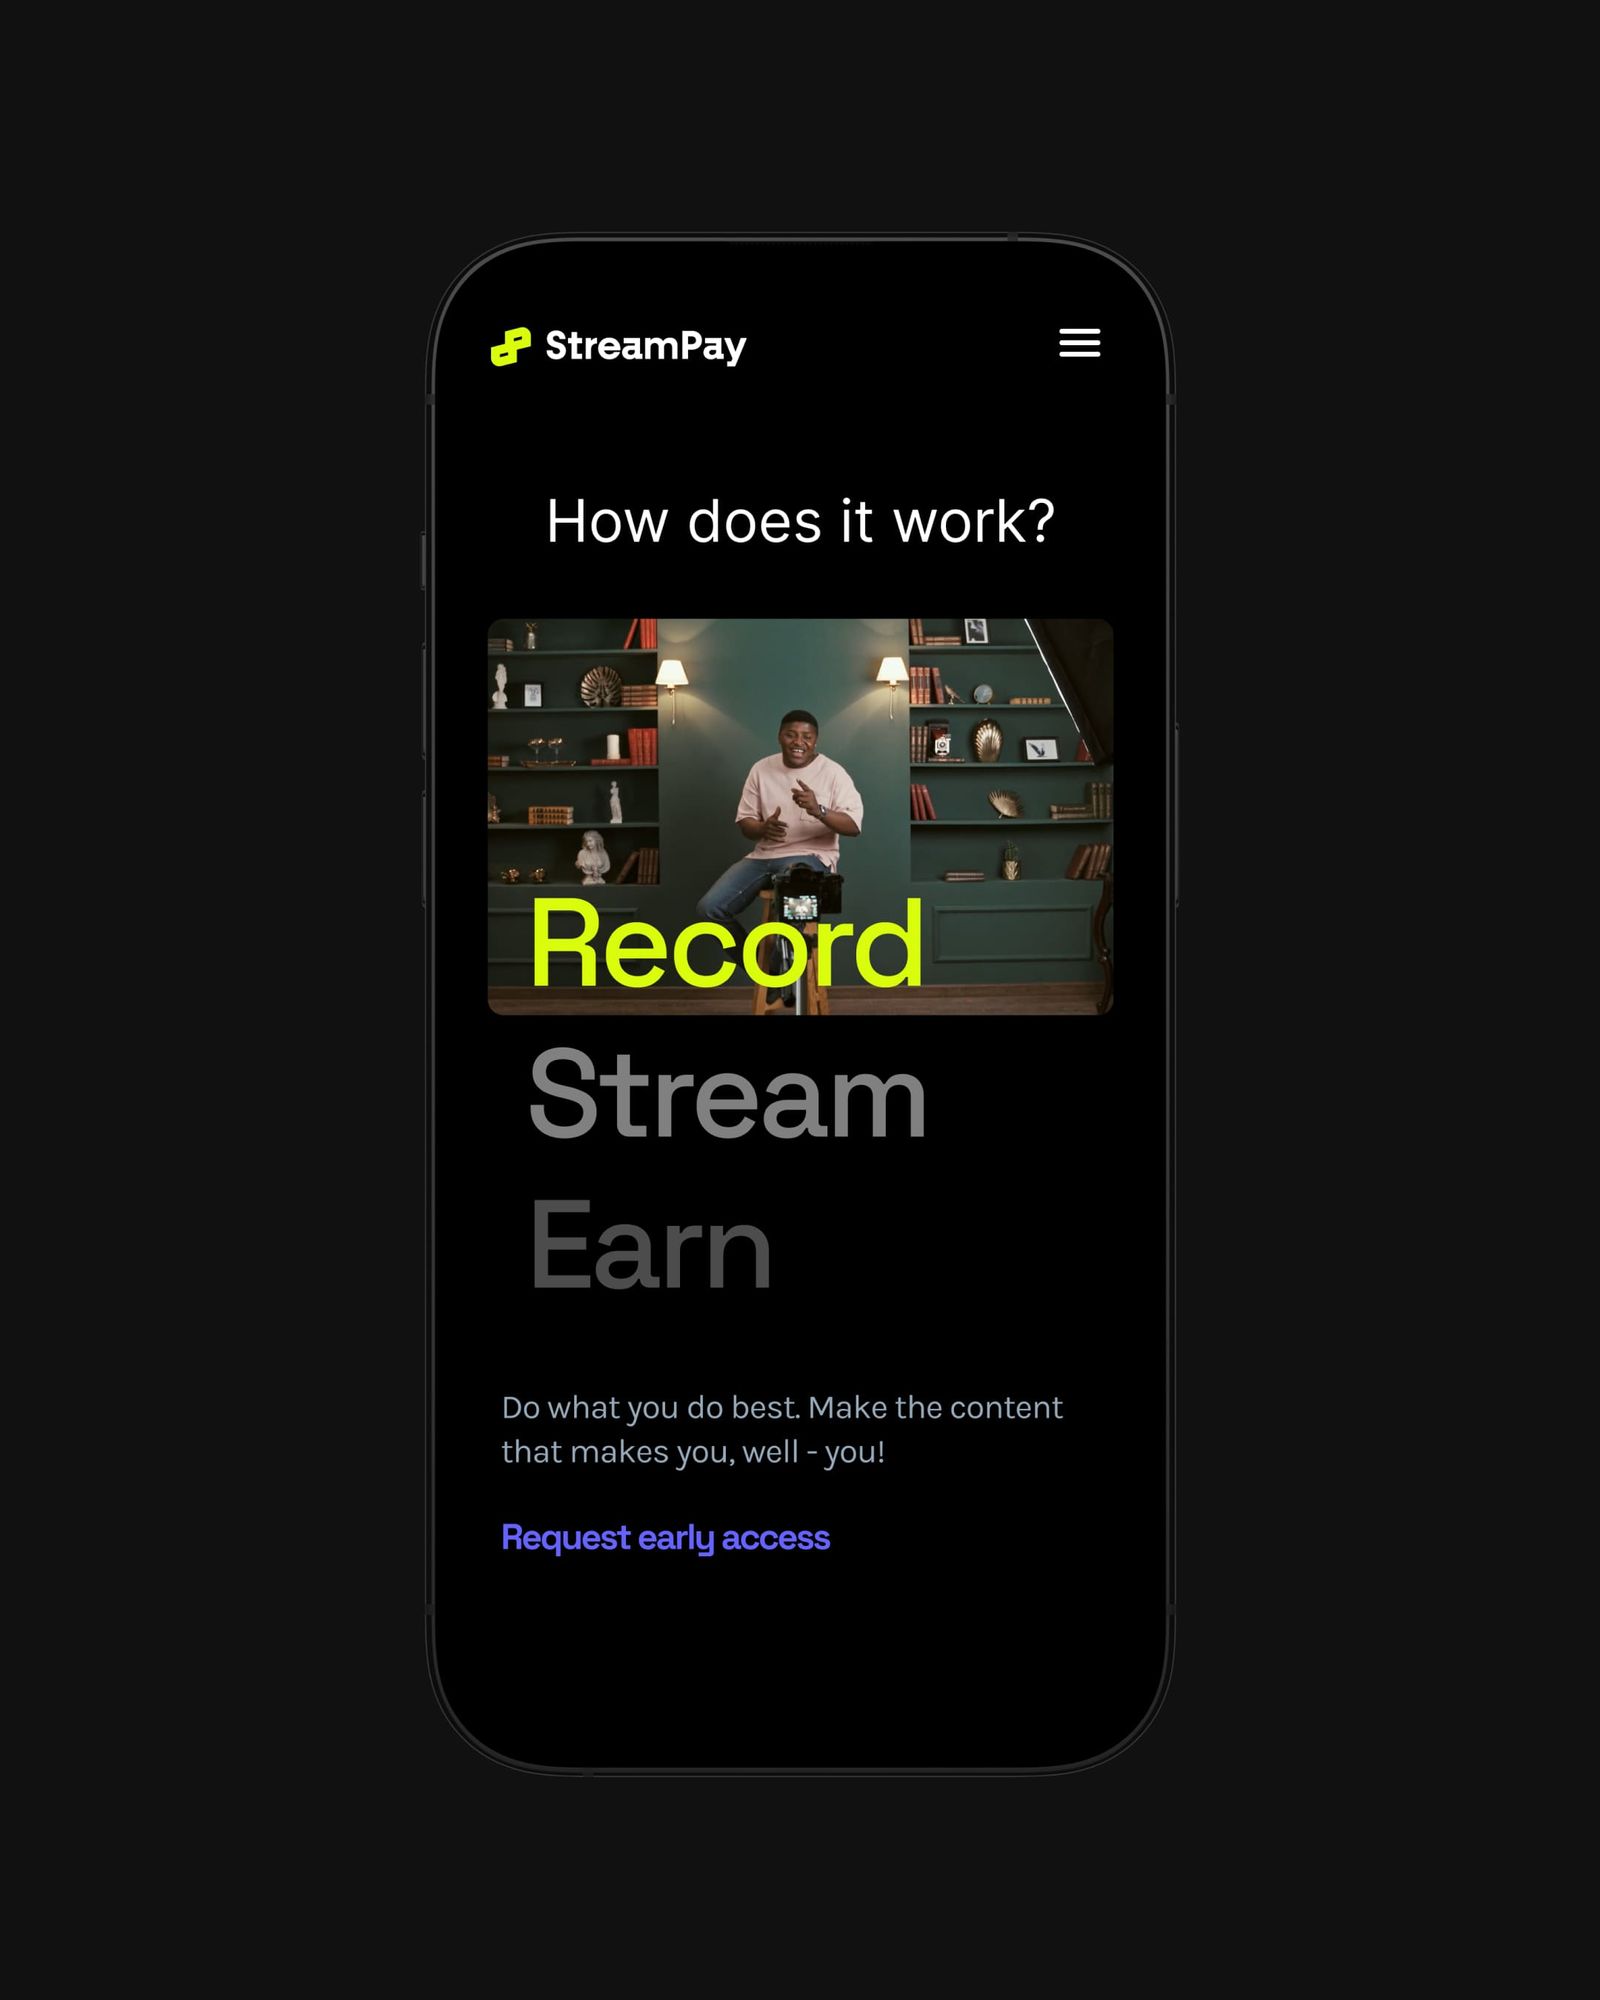 StreamPay
How does it work?
Record
Stream
Earn
Do what you do best. Make the content
that makes you, well - you!
Request early access